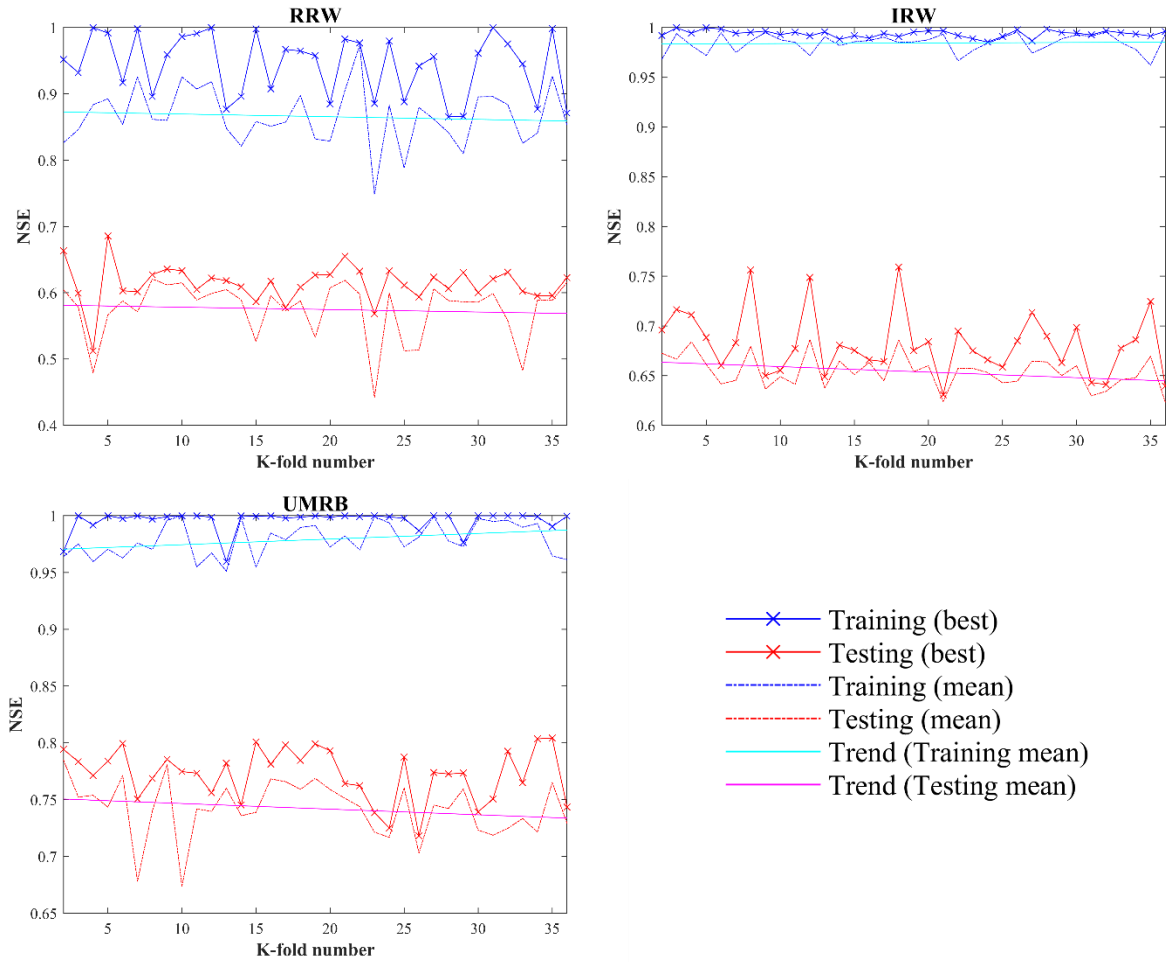 RRW
1
0.9
0.8
0.7
0.6
0.5
0.4
NSE
5 10 15 20 25 30 35
K-fold number
IRW
1
0.95
0.9
0.85
0.8
0.75
0.7
0.65
0.6
NSE
5 10 15 20 25 30 35
K-fold number
UMRB
1
0.95
0.9
0.85
0.8
0.75
0.7
0.65
NSE
5 10 15 20 25 30 35
K-fold number
Training (best)
Testing (best)
Training (mean)
Testing (mean)
Trend (Training mean)
Trend (Testing mean)